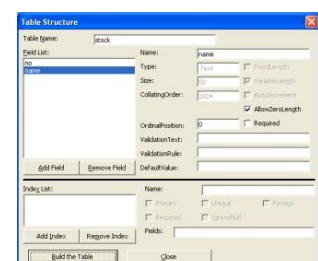 Table Structure
Table Name: stock
Field List: Name: name
no
name
Type: Text FixedLength
Size: 50 VariableLength
CollatingOrder: 1024 AutoIncrement
AllowZeroLength
OrdinalPosition: 0 Required
ValidationText:
ValidationRule:
Add Field Remove Field DefaultValue:
Index List: Name:
Primary Unique Foreign
Required IgnoreNull
Add Index Remove Index Fields:
Build the Table Close